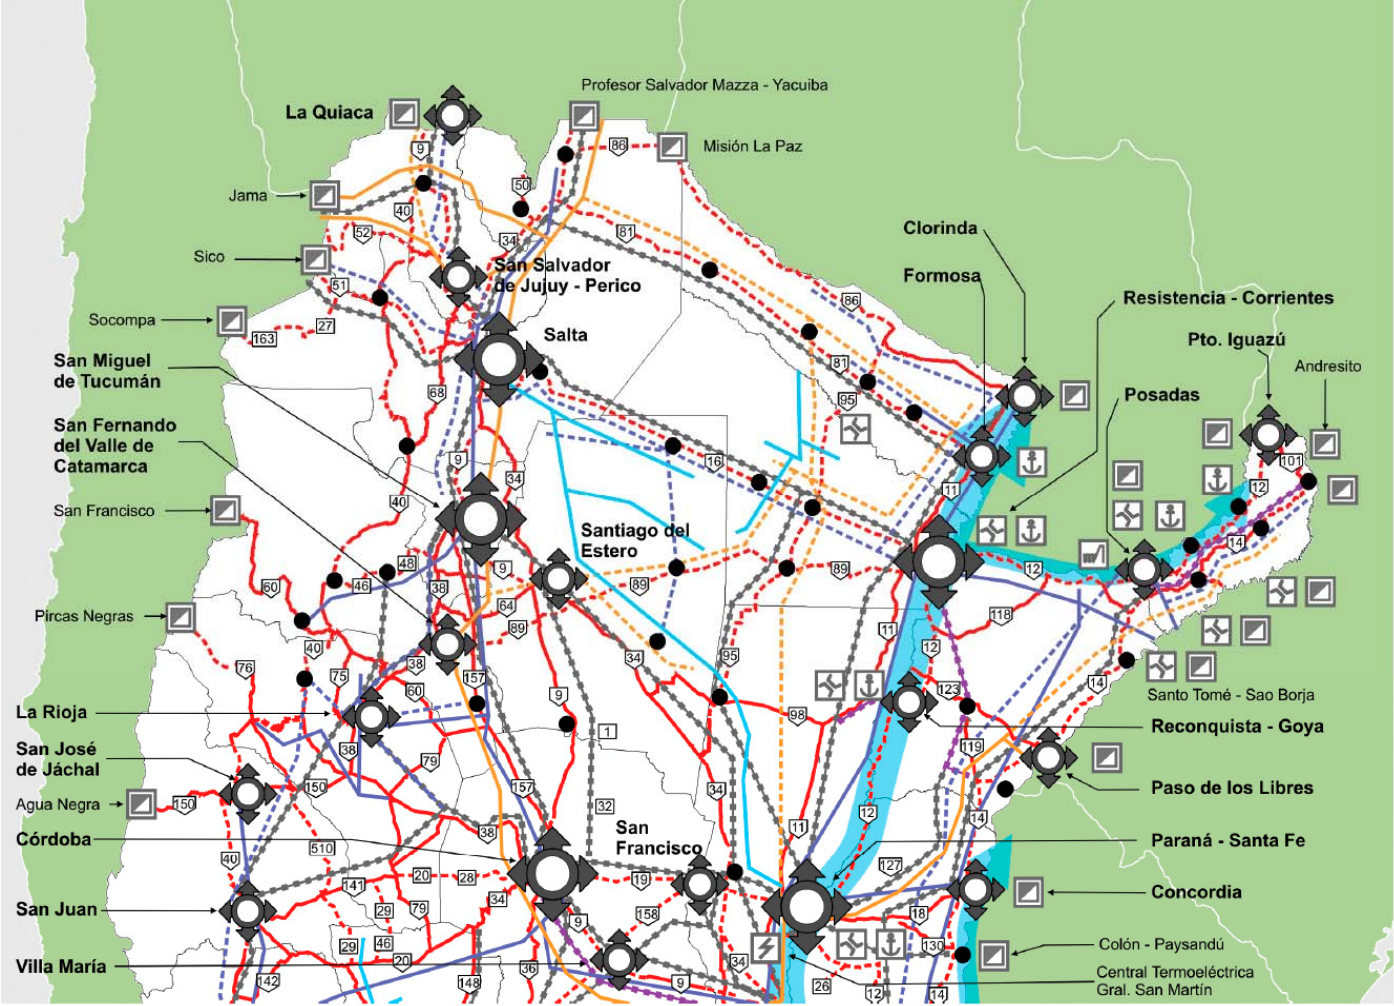 Profesor Salvador Mazza - Yacuiba
La Quiaca
9
86
Misión La Paz
50
Jama
40
52
34
81
Clorinda
Sico
San Salvador
de Jujuy - Perico
Formosa
51
86
Resistencia - Corrientes
Socompa
27
163
Salta
Pto. Iguazú
San Miguel
de Tucumán
81
Andresito
68
95
Posadas
San Fernando
del Valle de
Catamarca
9
16
101
34
11
12
San Francisco
40
Santiago del
Estero
14
48
9
89
89
12
60
46
38
64
118
Pircas Negras
89
11
40
34
95
12
76
75
38
157
14
60
9
123
Santo Tomé - Sao Borja
La Rioja
98
Reconquista - Goya
1
San José
de Jáchal
38
79
119
150
157
34
Paso de los Libres
Agua Negra
150
32
12
14
Córdoba
38
San
Francisco
11
Paraná - Santa Fe
40
510
127
141
20
28
19
Concordia
San Juan
29
79
34
158
18
9
29
46
130
Colón - Paysandú
Villa María
20
36
34
Central Termoeléctrica
Gral. San Martín
142
148
9
26
12
14